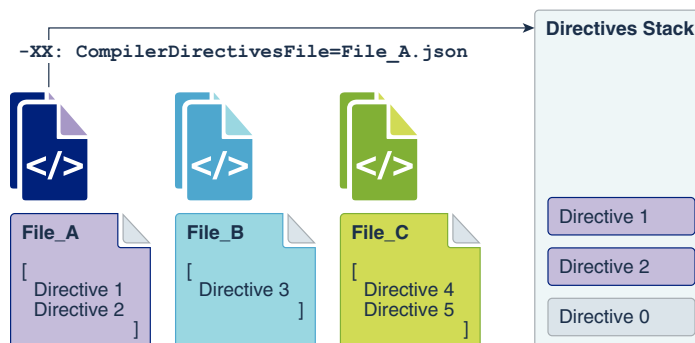 Directives Stack
-XX: CompilerDirectivesFile=File_A.json
</>
</>
</>
File_A
[
Directive 1
Directive 2
]
File_B
[
Directive 3
]
File_C
[
Directive 4
Directive 5
]
Directive 1
Directive 2
Directive 0